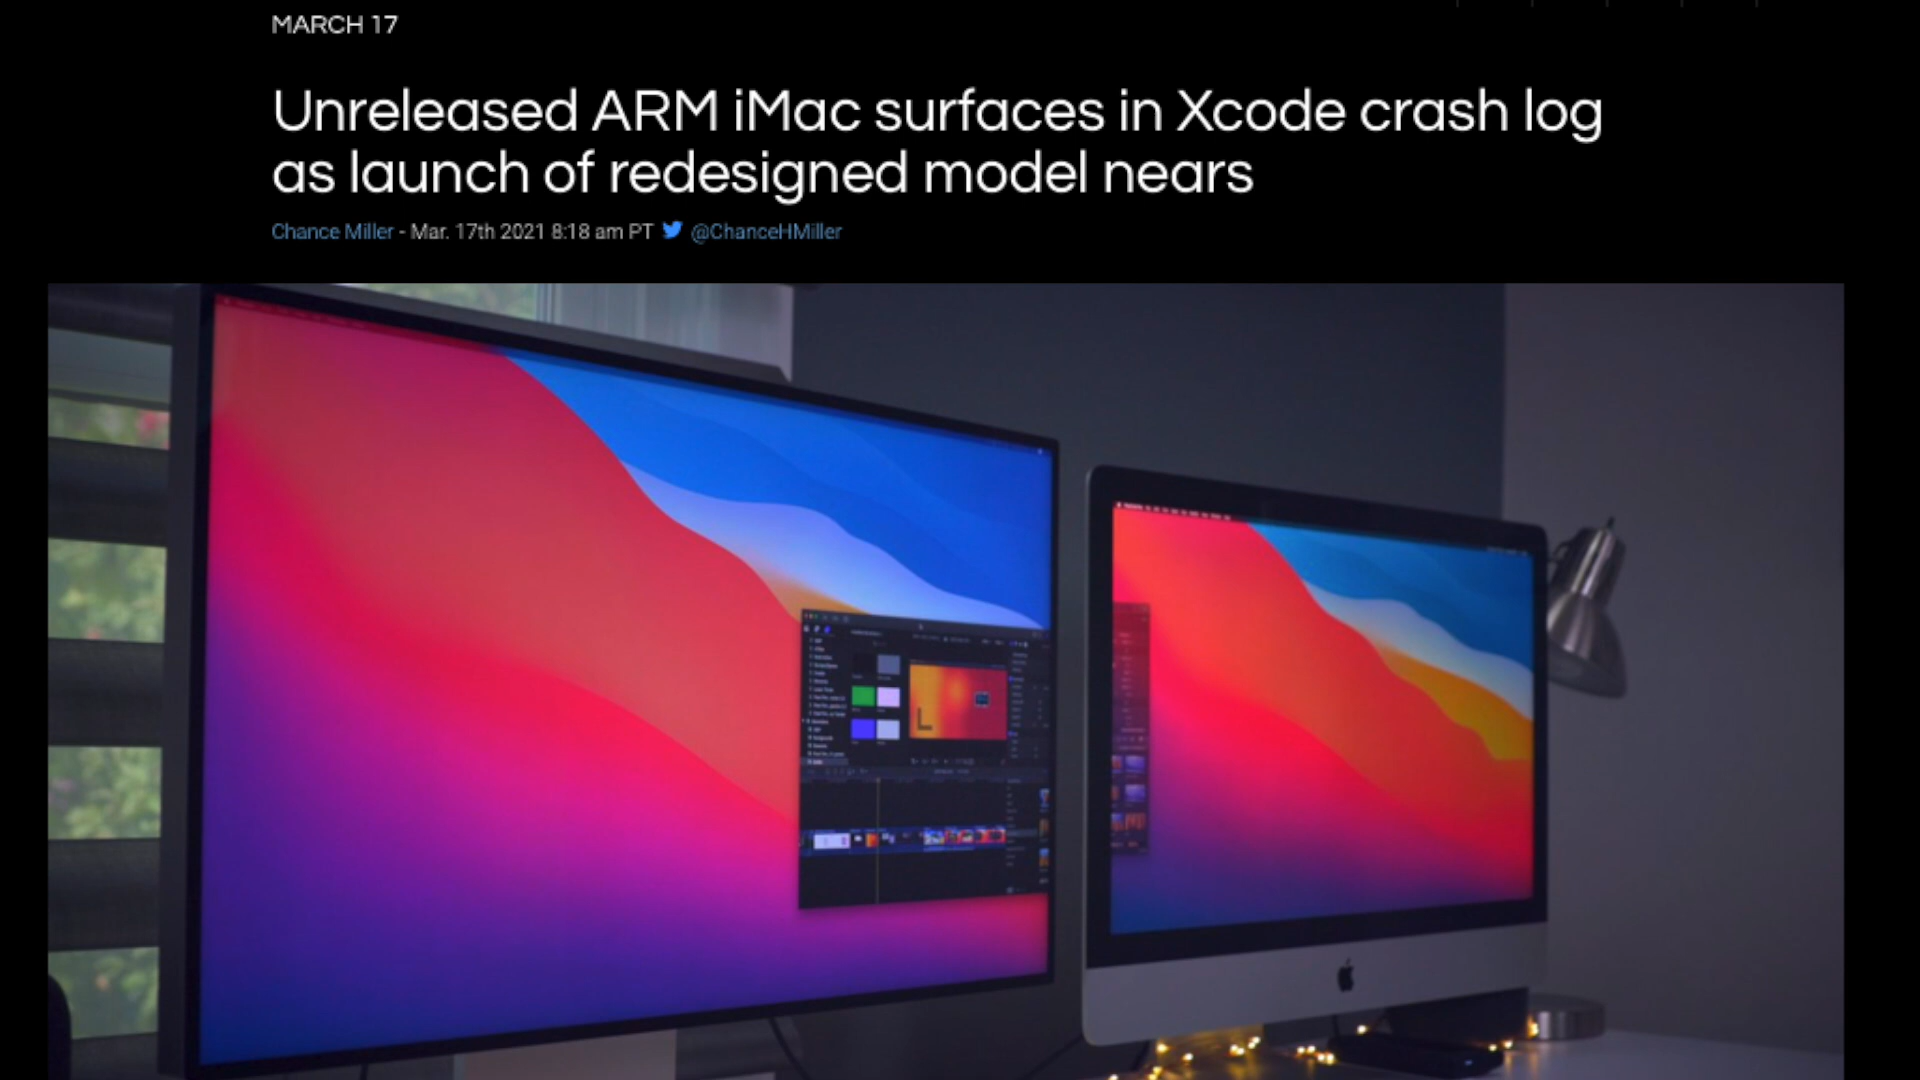 MARCH 17
Unreleased ARM iMac surfaces in Xcode crash log
as launch of redesigned model nears
Chance Miller - Mar. 17th 2021 8:18 am PT @ChanceHMiller